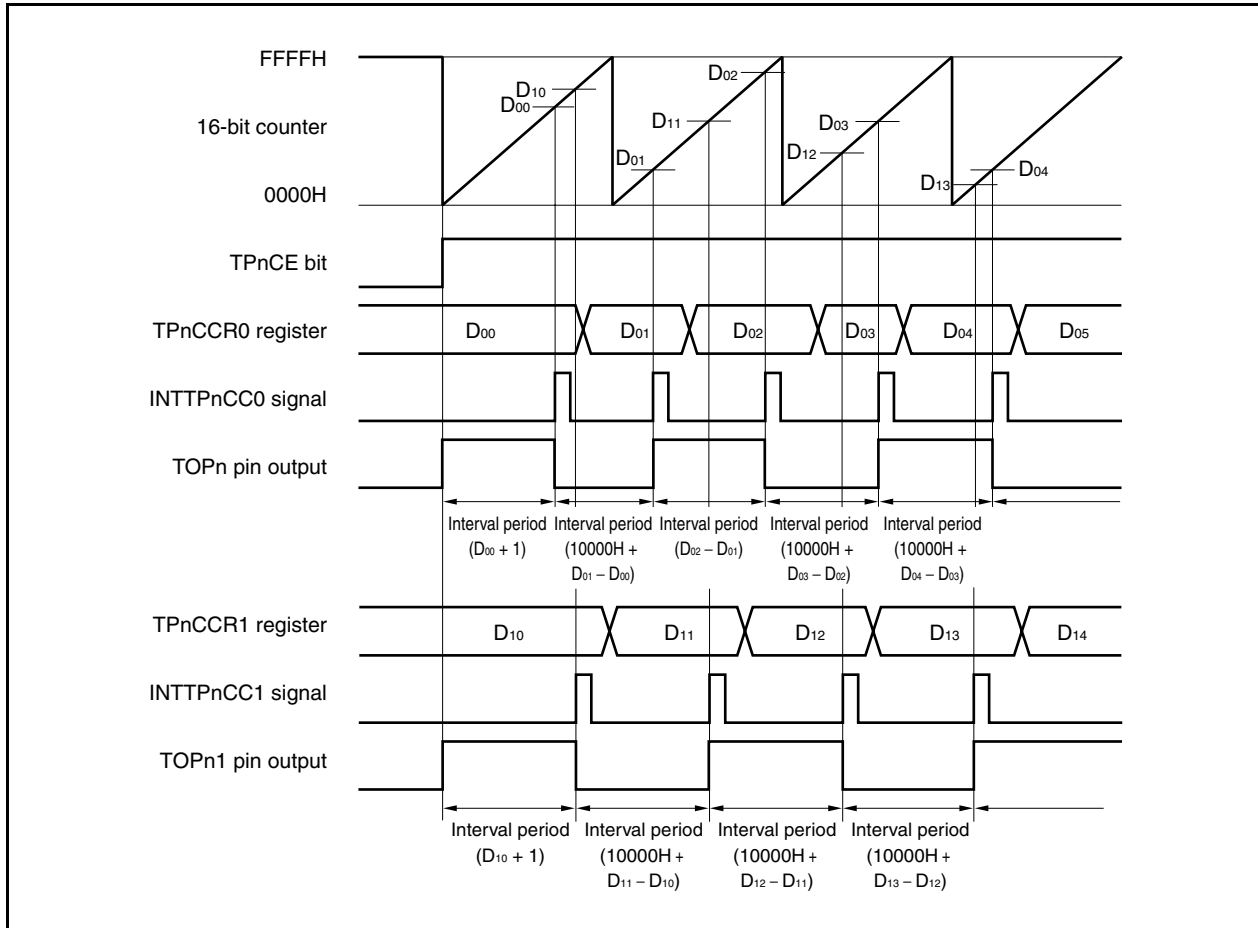 FFFFH
16-bit counter
0000H
D10
D00
D01
D11
D02
D12
D03
D13
D04
TPnCE bit
TPnCCR0 register
D00
D01
D02
D03
D04
D05
INTTPnCC0 signal
TOPn pin output
Interval period
(D00 + 1)
Interval period
(10000H +
D01 – D00)
Interval period
(D02 – D01)
Interval period
(10000H +
D03 – D02)
Interval period
(10000H +
D04 – D03)
TPnCCR1 register
D10
D11
D12
D13
D14
INTTPnCC1 signal
TOPn1 pin output
Interval period
(D10 + 1)
Interval period
(10000H +
D11 – D10)
Interval period
(10000H +
D12 – D11)
Interval period
(10000H +
D13 – D12)